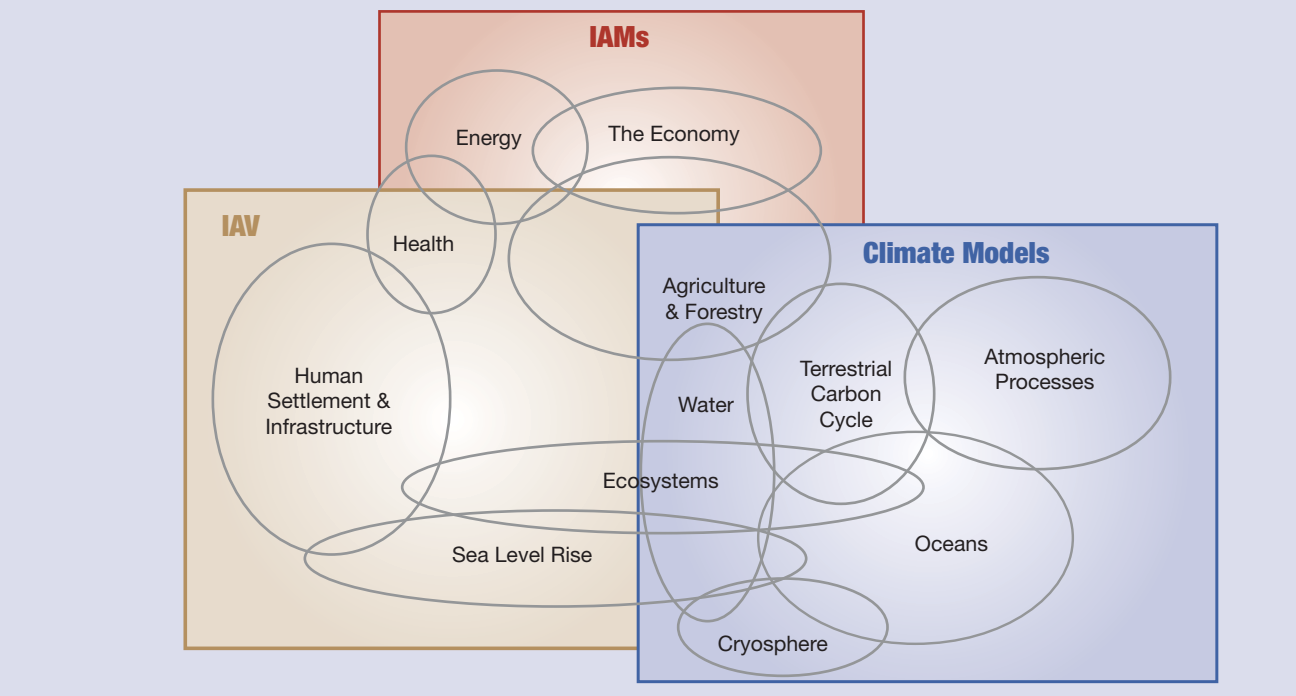 IAMs
Energy
The Economy
IAV
Health
Climate Models
Agriculture
& Forestry
Human
Settlement &
Infrastructure
Water
Terrestrial
Carbon
Cycle
Atmospheric
Processes
Ecosystems
Sea Level Rise
Oceans
Cryosphere